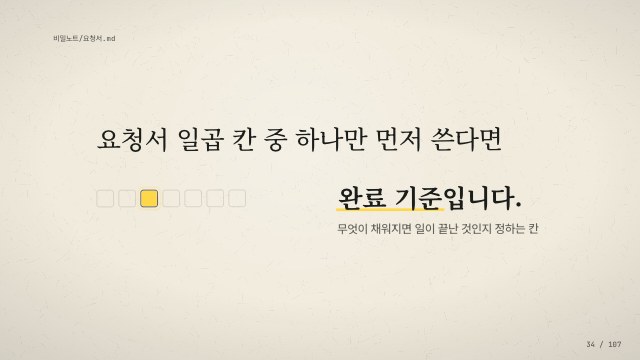 비밀노트/요청서.md
요청서 일곱 칸 중 하나만 먼저 쓴다면
완료 기준입니다.
무엇이 채워지면 일이 끝난 것인지 정하는 칸
34 / 107